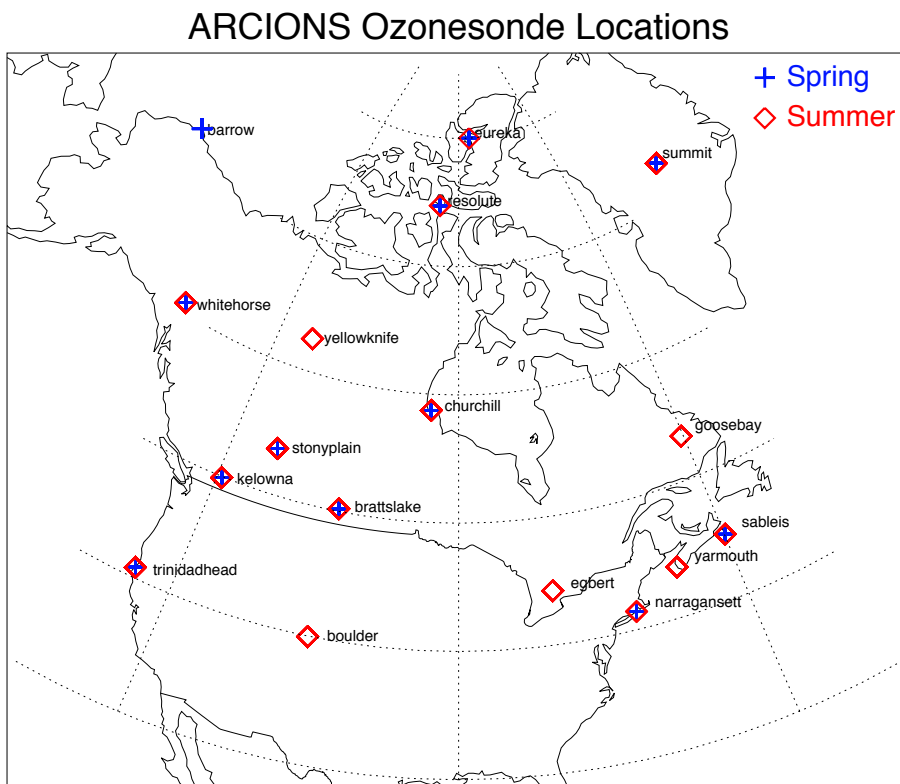 ARCIONS Ozonesonde Locations
Spring
Summer
barrow
eureka
summit
resolute
whitehorse
yellowknife
churchill
goosebay
stonyplain
kelowna
brattslake
sableis
yarmouth
trinidadhead
egbert
narragansett
boulder